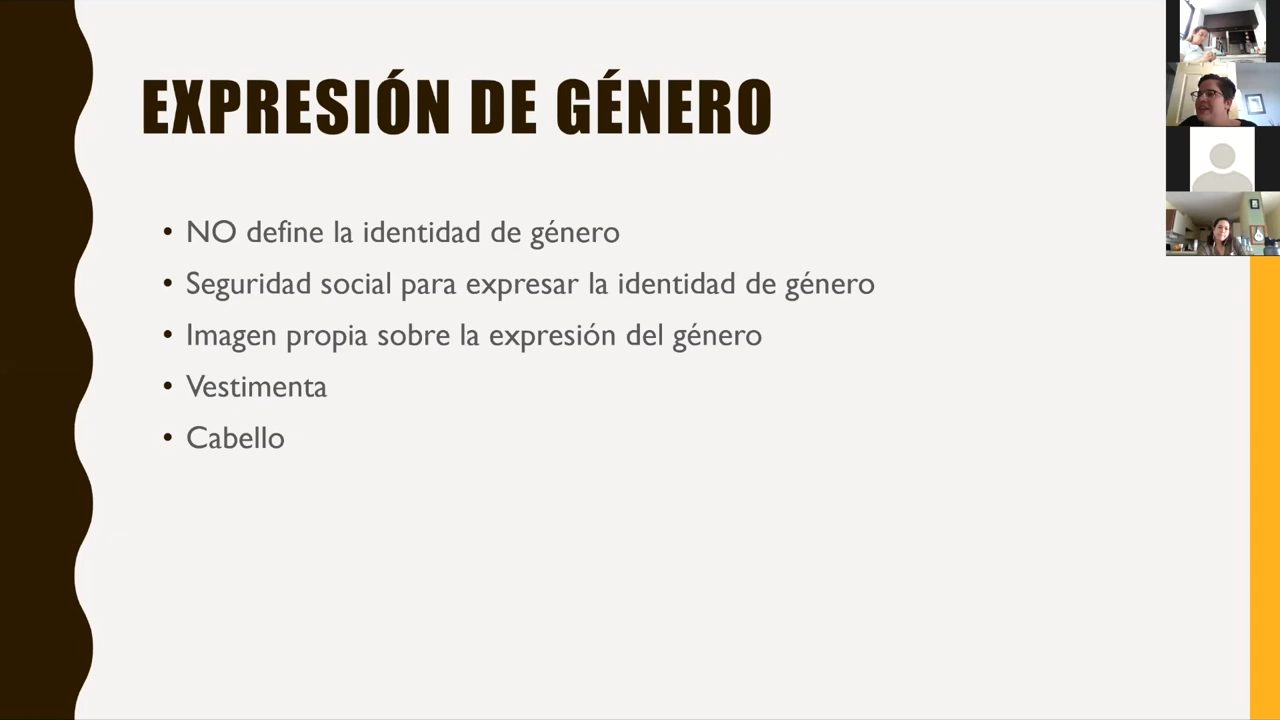 EXPRESIÓN DE GÉNERO
• NO define la identidad de género
• Seguridad social para expresar la identidad de género
• Imagen propia sobre la expresión del género
• Vestimenta
• Cabello